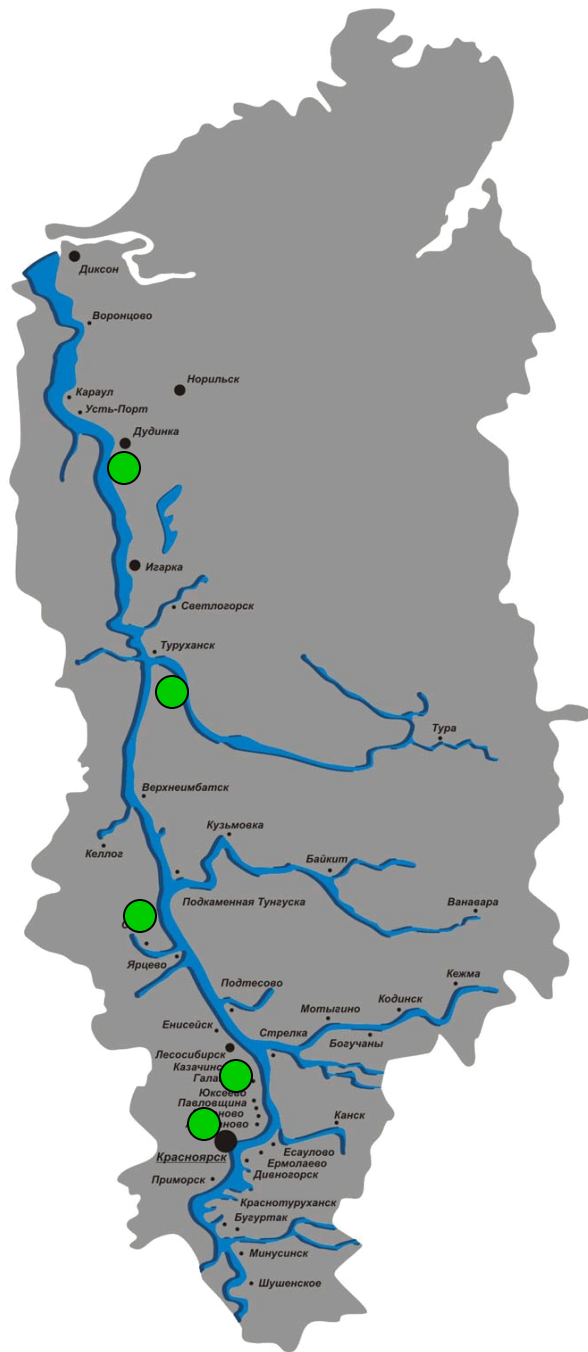 Диксон
Воронцово
Норильск
Караул
Усть-Порт
Дудинка
Игарка
Светлогорск
Туруханск
Тура
Верхнеимбатск
Кузьмовка
Келлог
Байкит
Подкаменная Тунгуска
Ванавара
Ярцево
Кежма
Подтесово
Кодинск
Мотыгино
Енисейск
Стрелка
Богучаны
Лесосибирск
Юксеево
Павловщина
Канск
Есаулово
Красноярск
Ермолаево
Дивногорск
Приморск
Краснотуруханск
Бугуртак
Минусинск
Шушенское